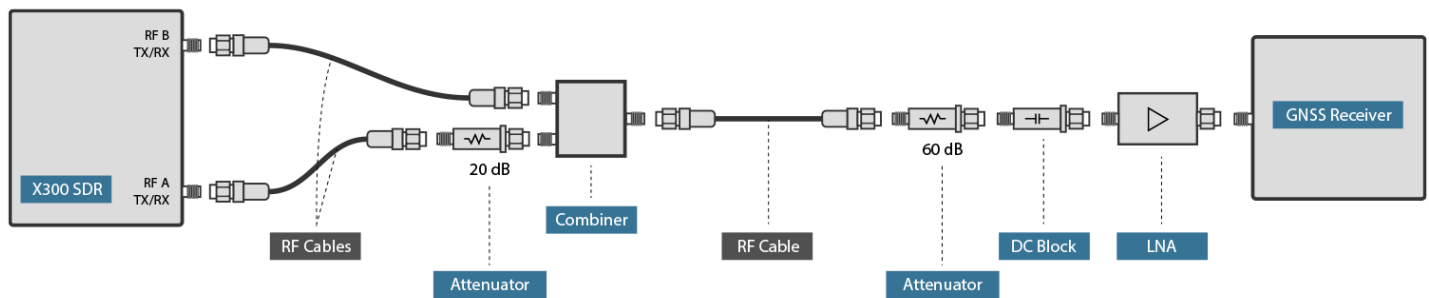 RF B
TX/RX
X300 SDR
RF A
TX/RX
20 dB
60 dB
GNSS Receiver
Combiner
RF Cables
RF Cable
DC Block
LNA
Attenuator
Attenuator